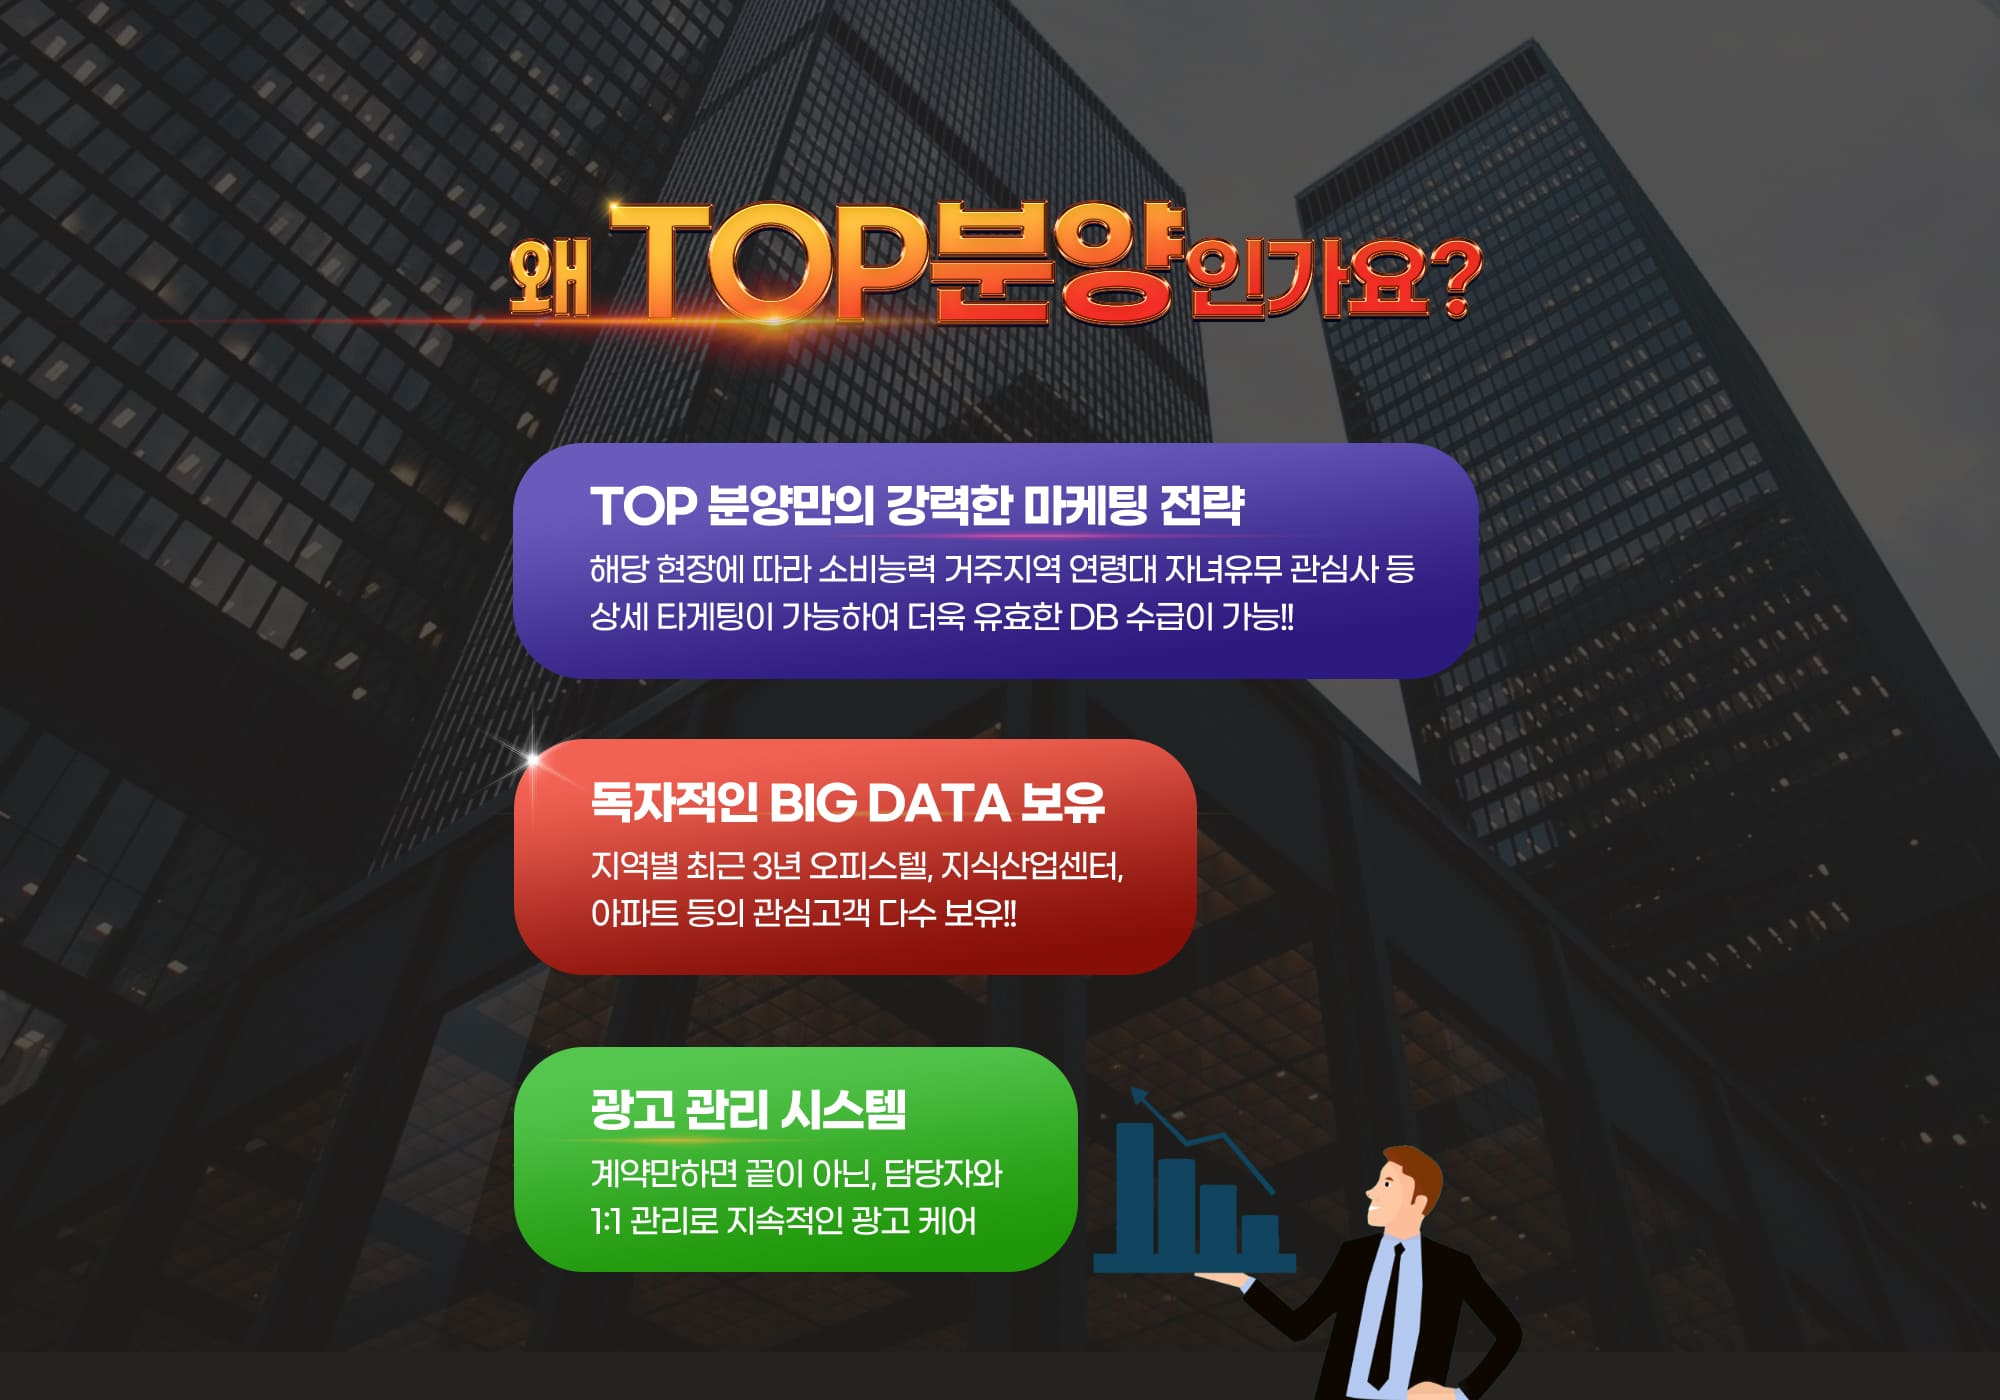 왜 TOP분양인가요?
TOP 분양만의 강력한 마케팅 전략
해당 현장에 따라 소비능력 거주지역 연령대 자녀유무 관심사 등
상세 타게팅이 가능하여 더욱 유효한 DB 수급이 가능!!
독자적인 BIG DATA 보유
지역별 최근 3년 오피스텔, 지식산업센터,
아파트 등의 관심고객 다수 보유!!
광고 관리 시스템
계약만하면 끝이 아닌, 담당자와
1:1 관리로 지속적인 광고 케어